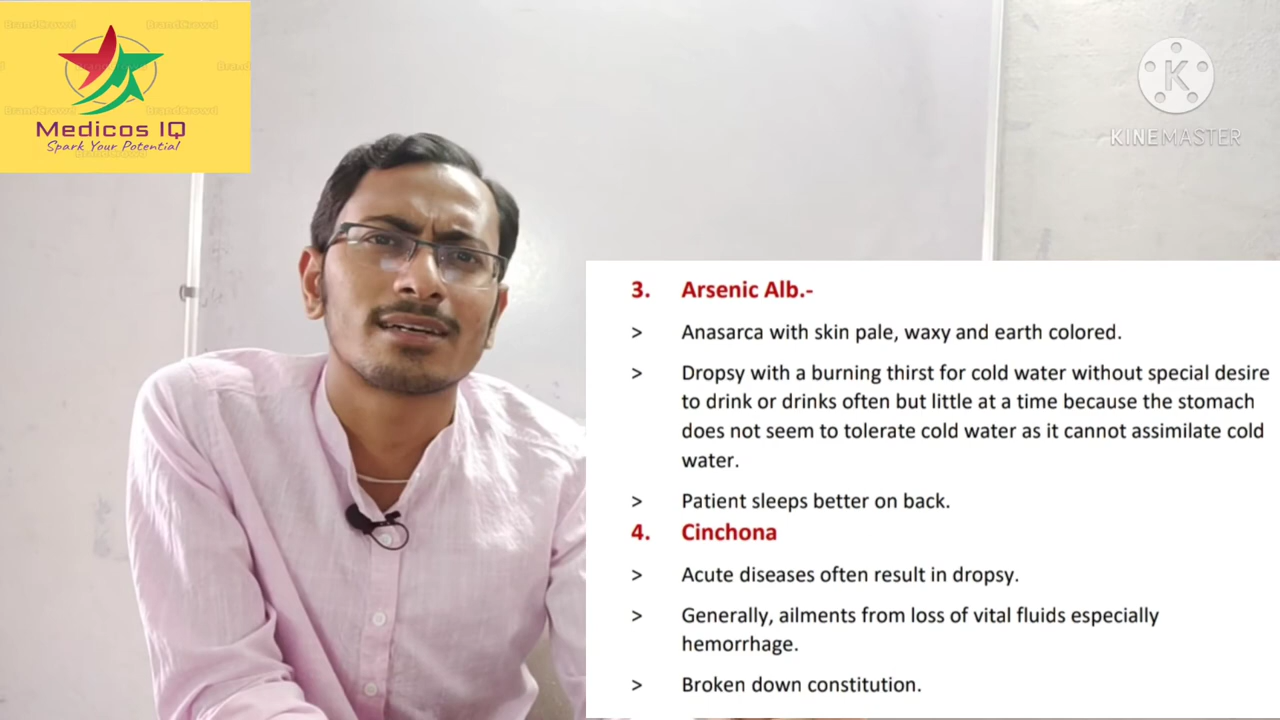 Medicos IQ
Spark Your Potential
KINEMASTER
3. Arsenic Alb.-
> Anasarca with skin pale, waxy and earth colored.
> Dropsy with a burning thirst for cold water without special desire
to drink or drinks often but little at a time because the stomach
does not seem to tolerate cold water as it cannot assimilate cold
water.
> Patient sleeps better on back.
4. Cinchona
> Acute diseases often result in dropsy.
> Generally, ailments from loss of vital fluids especially
hemorrhage.
> Broken down constitution.